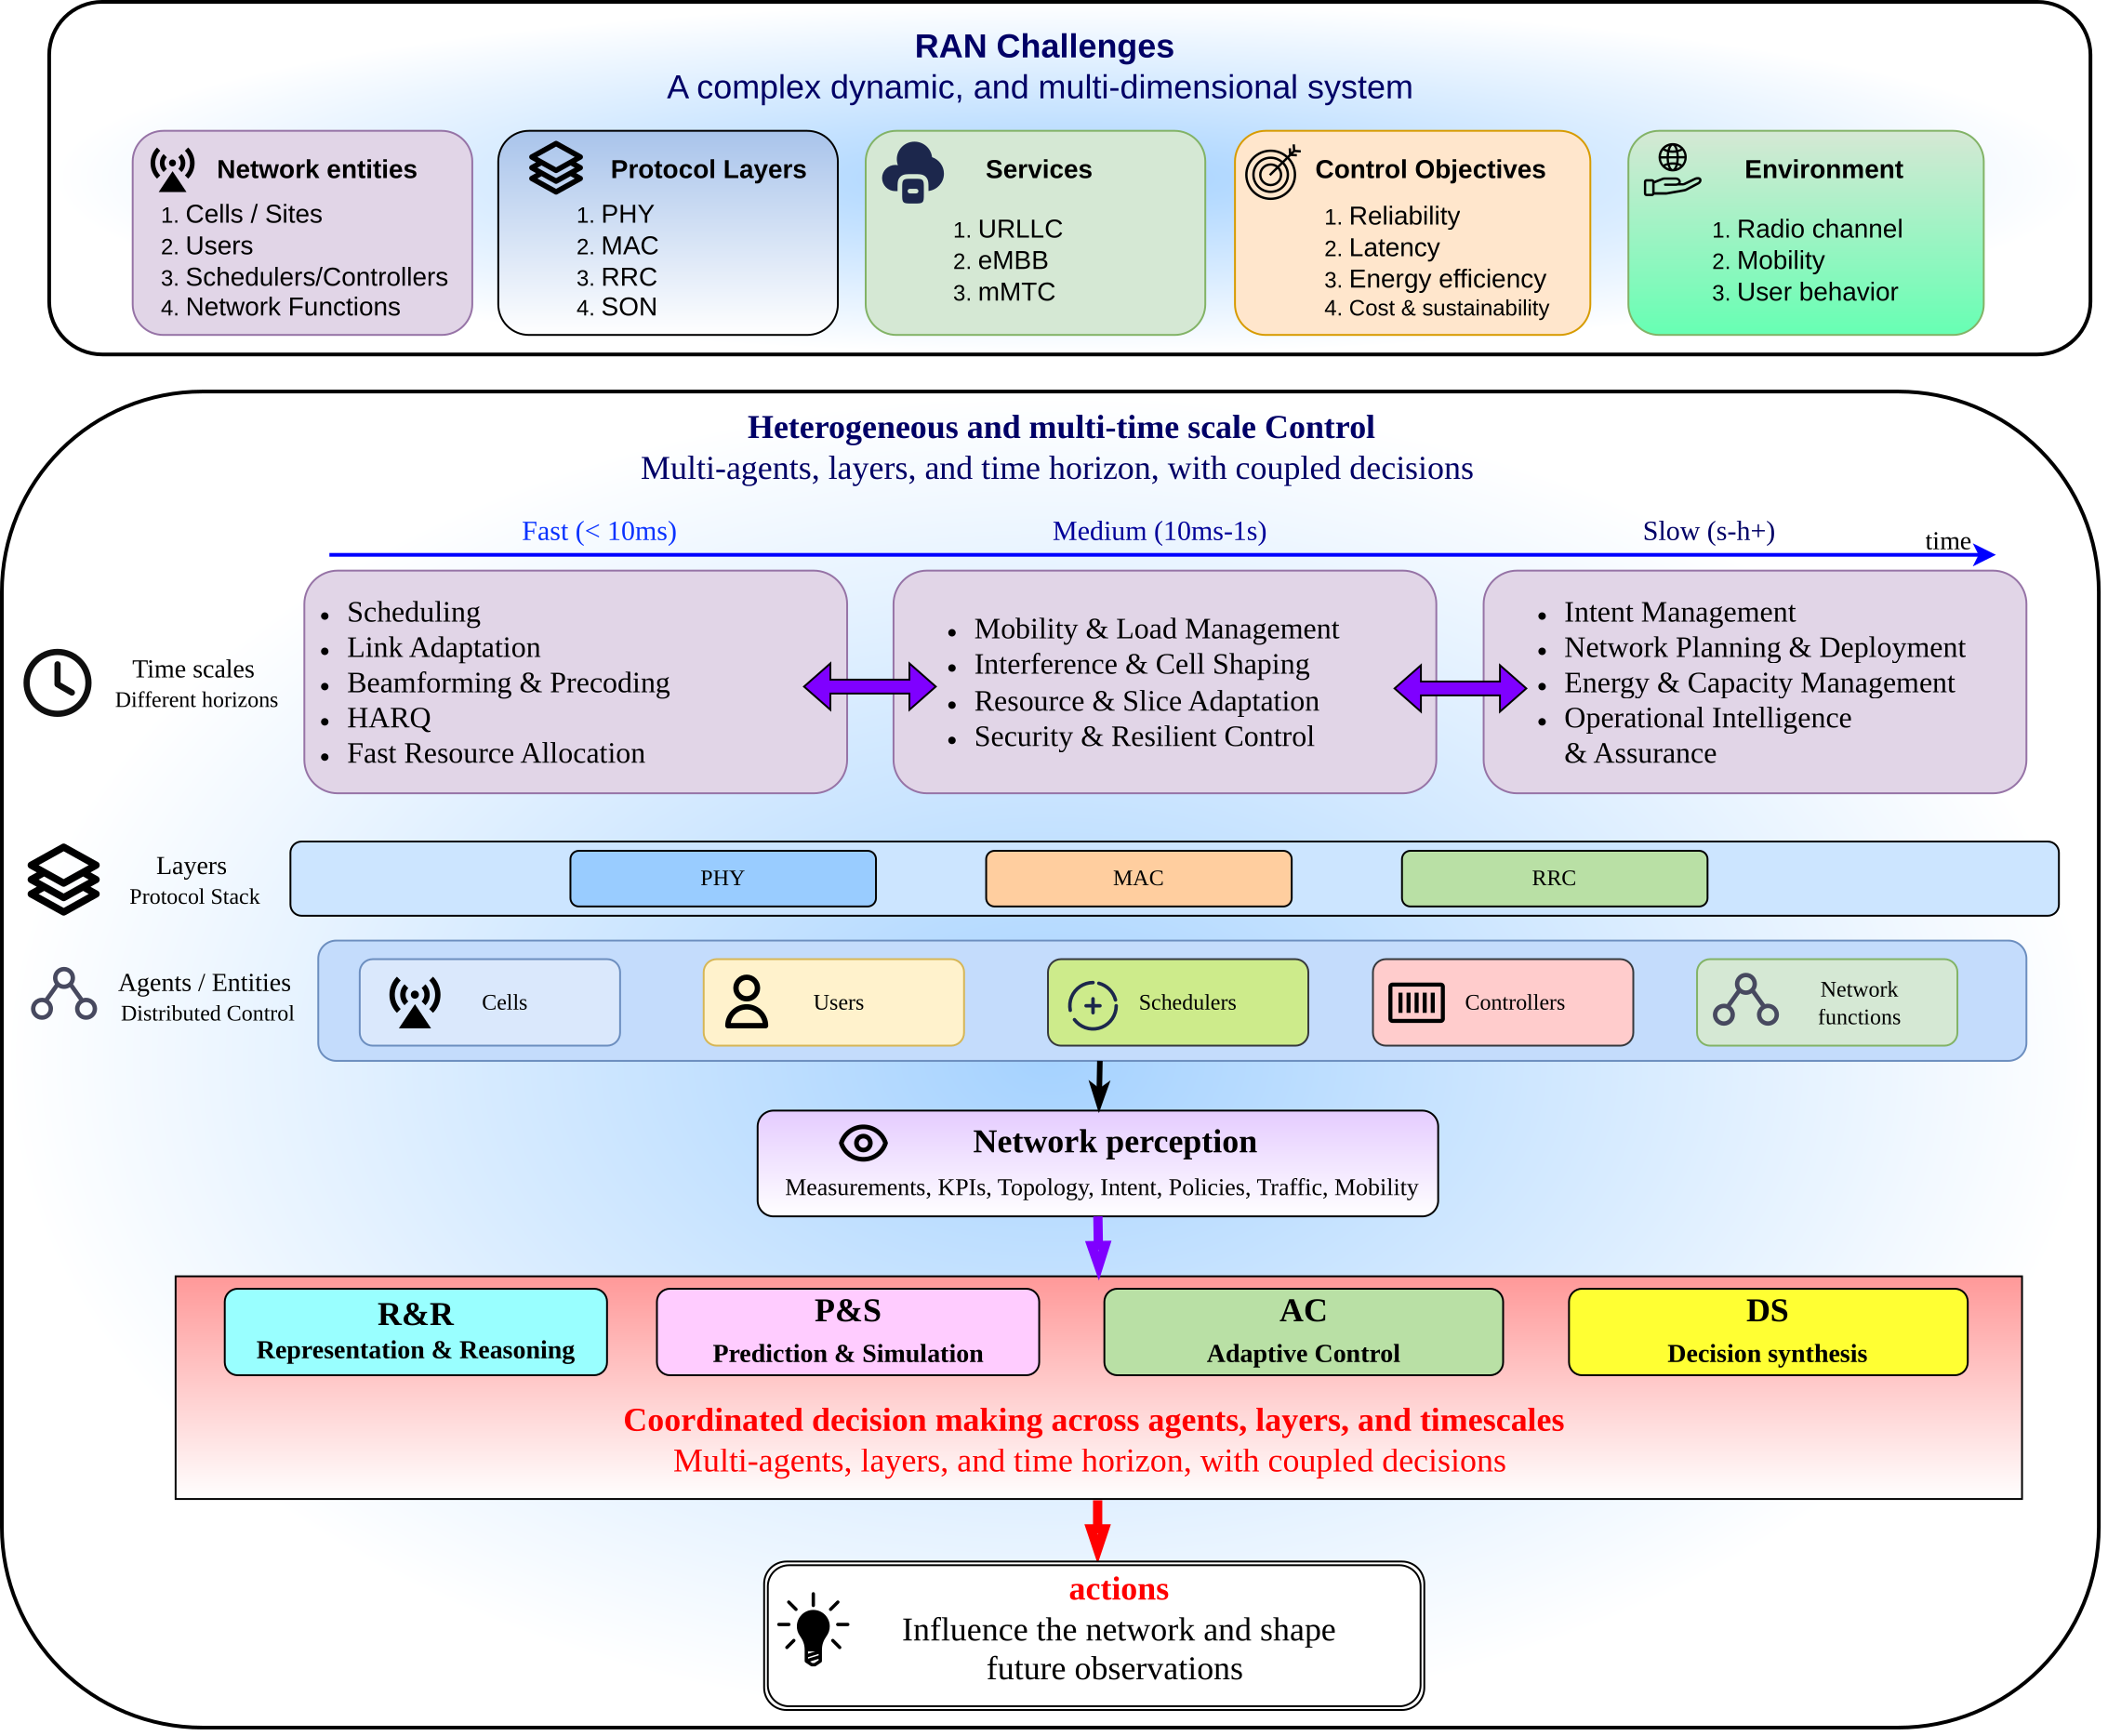 RAN Challenges
A complex dynamic, and multi-dimensional system
Network entities
1. Cells / Sites
2. Users
3. Schedulers/Controllers
4. Network Functions
Protocol Layers
1. PHY
2. MAC
3. RRC
4. SON
Services
1. URLLC
2. eMBB
3. mMTC
Control Objectives
1. Reliability
2. Latency
3. Energy efficiency
4. Cost & sustainability
Environment
1. Radio channel
2. Mobility
3. User behavior
Heterogeneous and multi-time scale Control
Multi-agents, layers, and time horizon, with coupled decisions
Fast (< 10ms)
Medium (10ms-1s)
Slow (s-h+)
time
Time scales
Different horizons
• Scheduling
• Link Adaptation
• Beamforming & Precoding
• HARQ
• Fast Resource Allocation
• Mobility & Load Management
• Interference & Cell Shaping
• Resource & Slice Adaptation
• Security & Resilient Control
• Intent Management
• Network Planning & Deployment
• Energy & Capacity Management
• Operational Intelligence
& Assurance
Layers
Protocol Stack
PHY
MAC
RRC
Agents / Entities
Distributed Control
Cells
Users
Schedulers
Controllers
Network
functions
Network perception
Measurements, KPIs, Topology, Intent, Policies, Traffic, Mobility
R&R
Representation & Reasoning
P&S
Prediction & Simulation
AC
Adaptive Control
DS
Decision synthesis
Coordinated decision making across agents, layers, and timescales
Multi-agents, layers, and time horizon, with coupled decisions
actions
Influence the network and shape
future observations